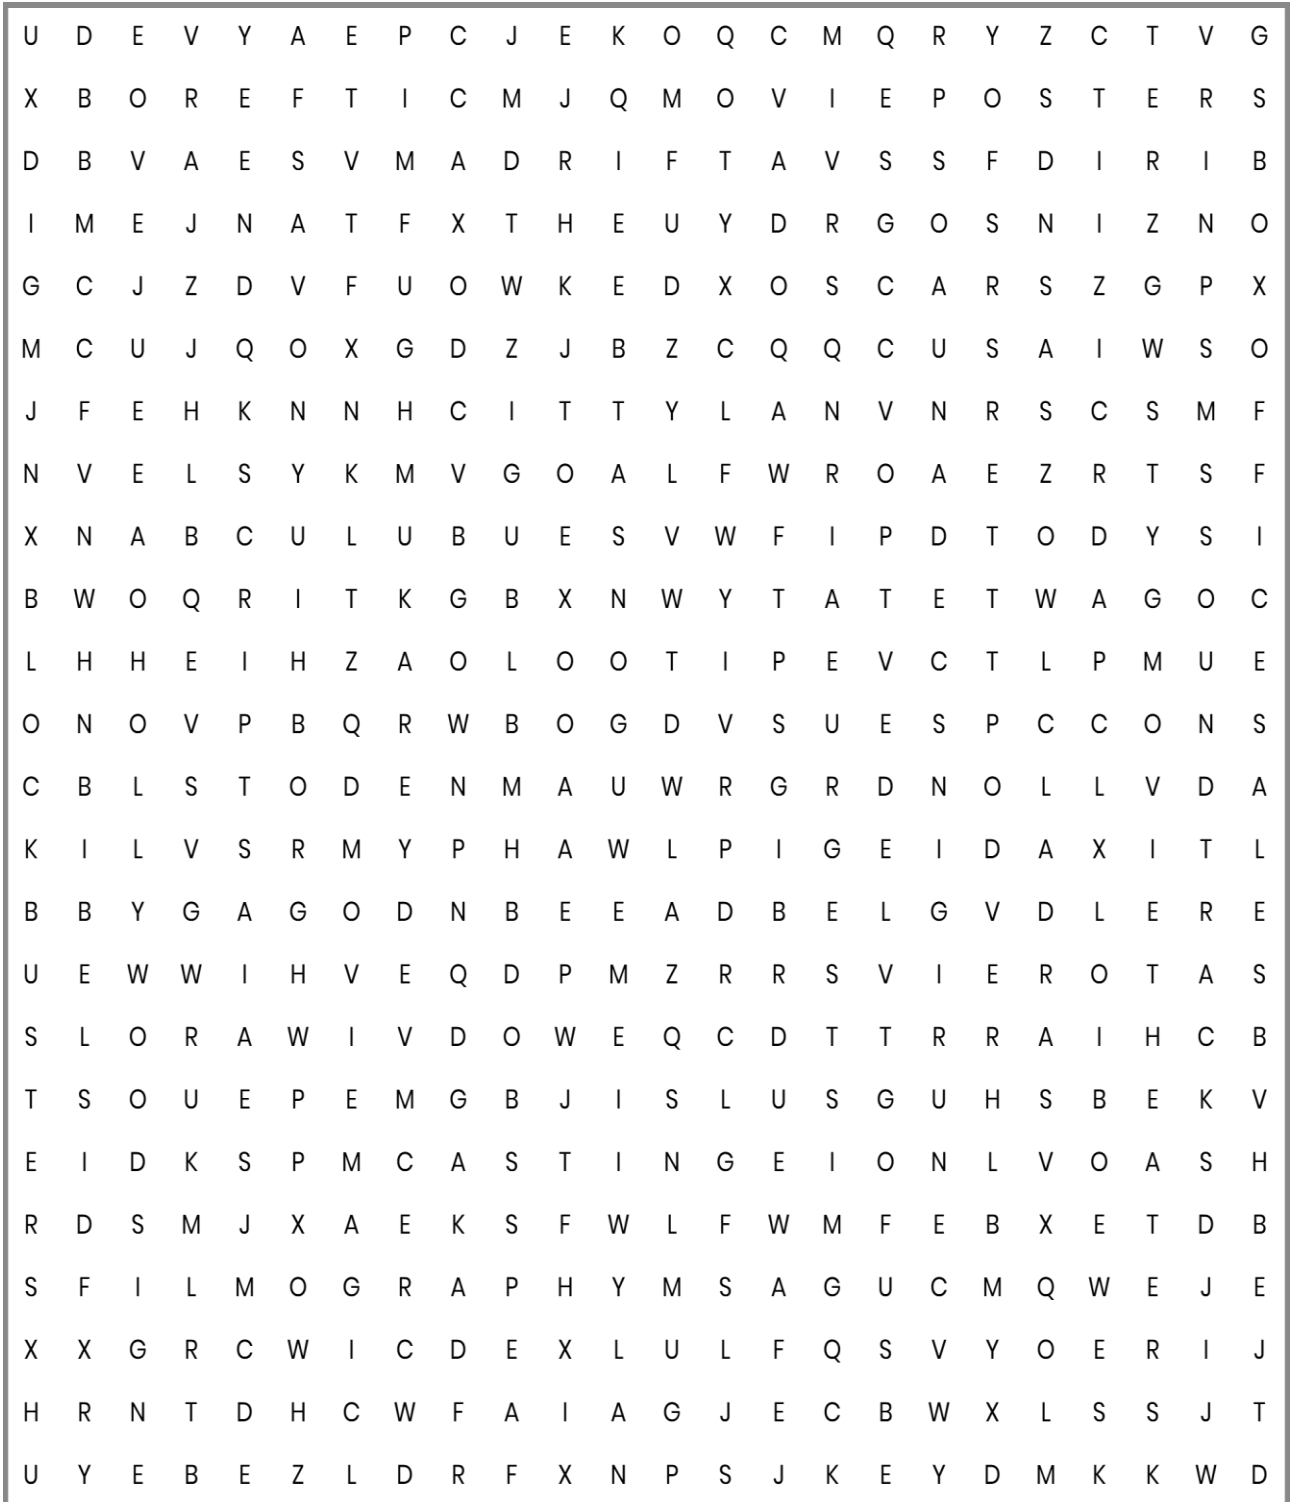 U D E V Y A E P C J E K O Q C M Q R Y Z C T V G
X B O R E F T I C M J Q M O V I E P O S T E R S
D B V A E S V M A D R I F T A V S S F D I R I B
I M E J N A T F X T H E U Y D R G O S N I Z N O
G C J Z D V F U O W K E D X O S C A R S Z G P X
M C U J Q O X G D Z J B Z C Q Q C U S A I W S O
J F E H K N N H C I T T Y L A N V N R S C S M F
N V E L S Y K M V G O A L F W R O A E Z R T S F
X N A B C U L U B U E S V W F I P D T O D Y S I
B W O Q R I T K G B X N W Y T A T E T W A G O C
L H H E I H Z A O L O O T I P E V C T L P M U E
O N O V P B Q R W B O G D V S U E S P C C O N S
C B L S T O D E N M A U W R G R D N O L L V D A
K I L V S R M Y P H A W L P I G E I D A X I T L
B B Y G A G O D N B E E A D B E L G V D L E R E
U E W W I H V E Q D P M Z R R S V I E R O T A S
S L O R A W I V D O W E Q C D T T R R A I H C B
T S O U E P E M G B J I S L U S G U H S B E K V
E I D K S P M C A S T I N G E I O N L V O A S H
R D S M J X A E K S F W L F W M F E B X E T D B
S F I L M O G R A P H Y M S A G U C M Q W E J E
X X G R C W I C D E X L U L F Q S V Y O E R I J
H R N T D H C W F A I A G J E C B W X L S S J T
U Y E B E Z L D R F X N P S J K E Y D M K K W D